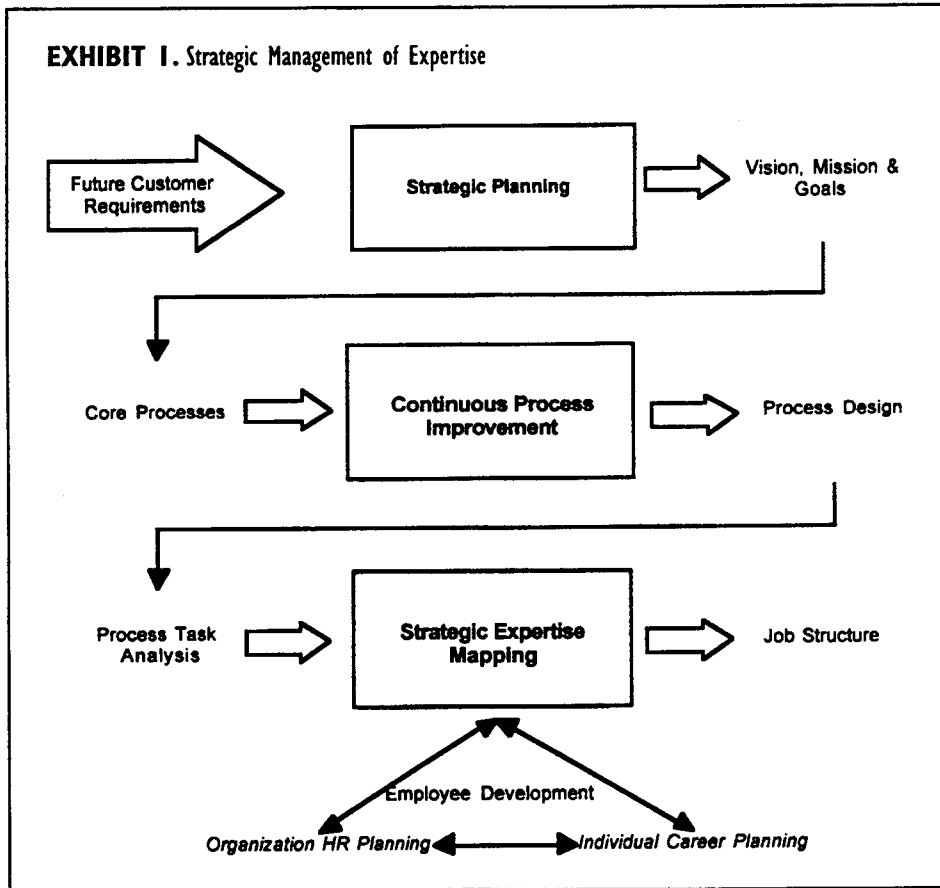 EXHIBIT 1. Strategic Management of Expertise
Future Customer
Requirements
Strategic Planning
Vision, Mission &
Goals
Core Processes
Continuous Process
Improvement
Process Design
Process Task
Analysis
Strategic Expertise
Mapping
Job Structure
Employee Development
Organization HR Planning
Individual Career Planning